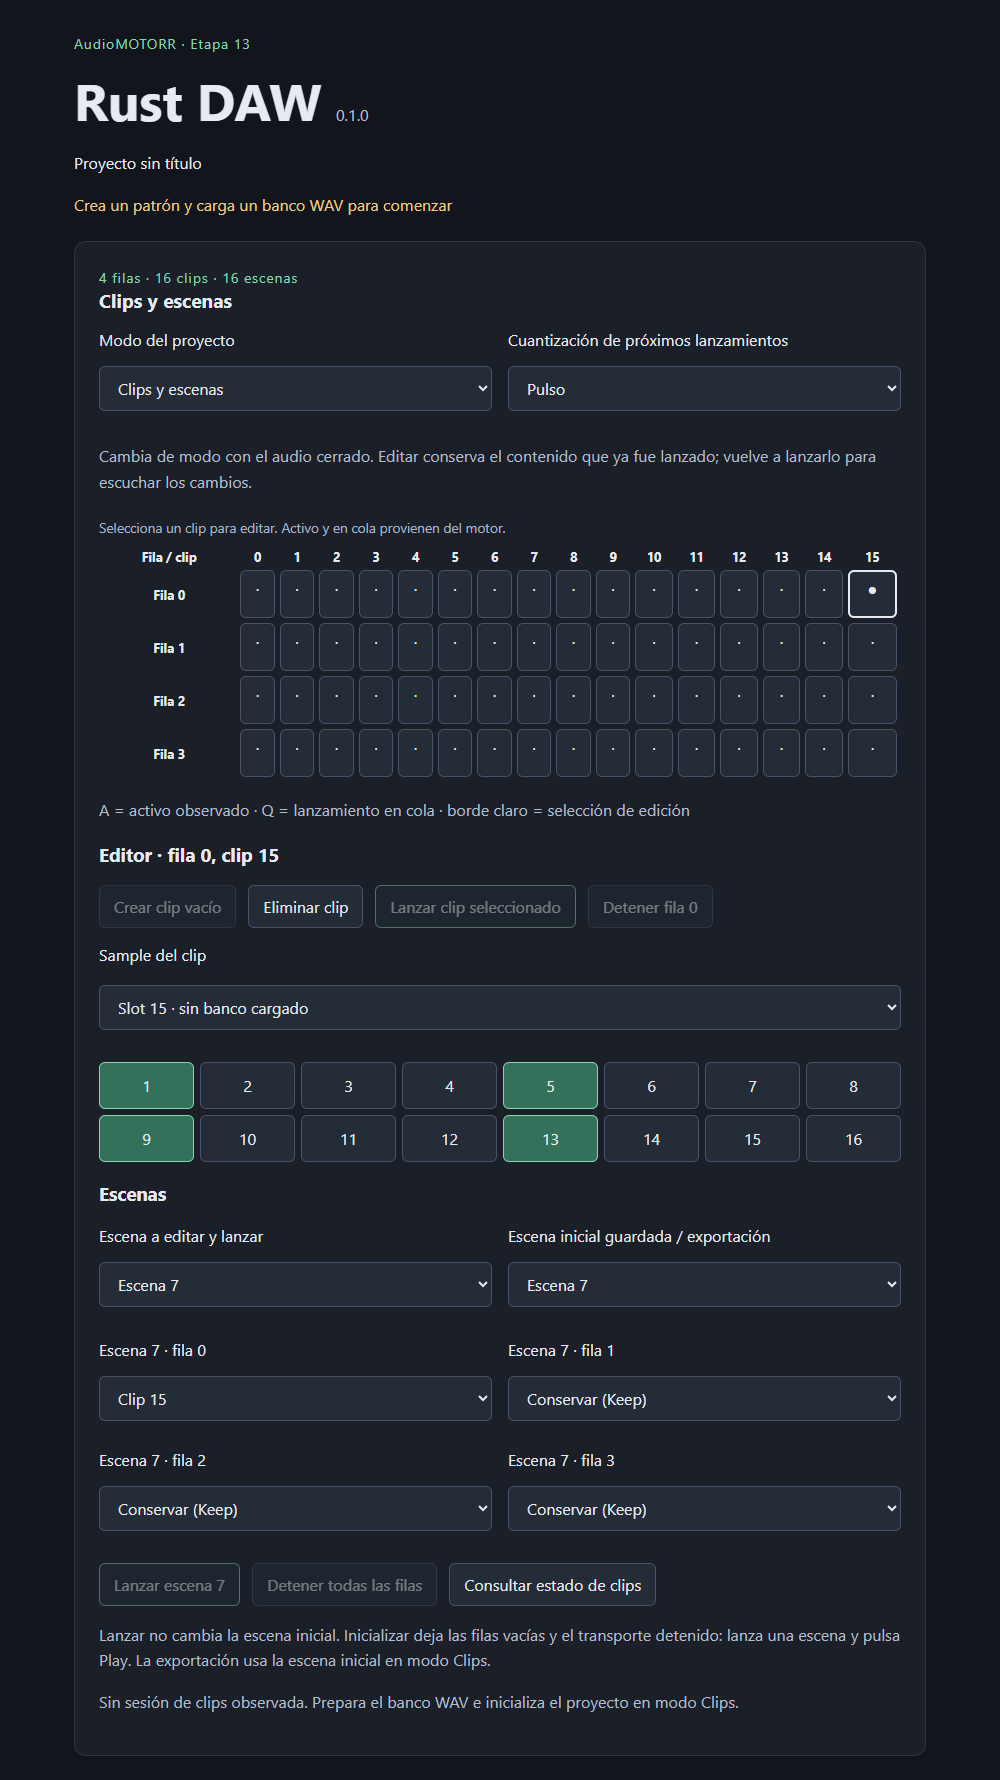 AudioMOTORR · Etapa 13
Rust DAW 0.1.0
Proyecto sin título
Crea un patrón y carga un banco WAV para comenzar
4 filas · 16 clips · 16 escenas
Clips y escenas
Modo del proyecto Cuantización de próximos lanzamientos
Clips y escenas Pulso
Cambia de modo con el audio cerrado. Editar conserva el contenido que ya fue lanzado; vuelve a lanzarlo para
escuchar los cambios.
Selecciona un clip para editar. Activo y en cola provienen del motor.
Fila / clip 0 1 2 3 4 5 6 7 8 9 10 11 12 13 14 15
Fila 0 · · · · · · · · · · · · · · · •
Fila 1 · · · · · · · · · · · · · · · ·
Fila 2 · · · · · · · · · · · · · · · ·
Fila 3 · · · · · · · · · · · · · · · ·
A = activo observado · Q = lanzamiento en cola · borde claro = selección de edición
Editor · fila 0, clip 15
Crear clip vacío Eliminar clip Lanzar clip seleccionado Detener fila 0
Sample del clip
Slot 15 · sin banco cargado
1 2 3 4 5 6 7 8
9 10 11 12 13 14 15 16
Escenas
Escena a editar y lanzar Escena inicial guardada / exportación
Escena 7 Escena 7
Escena 7 · fila 0 Escena 7 · fila 1
Clip 15 Conservar (Keep)
Escena 7 · fila 2 Escena 7 · fila 3
Conservar (Keep) Conservar (Keep)
Lanzar escena 7 Detener todas las filas Consultar estado de clips
Lanzar no cambia la escena inicial. Inicializar deja las filas vacías y el transporte detenido: lanza una escena y pulsa
Play. La exportación usa la escena inicial en modo Clips.
Sin sesión de clips observada. Prepara el banco WAV e inicializa el proyecto en modo Clips.